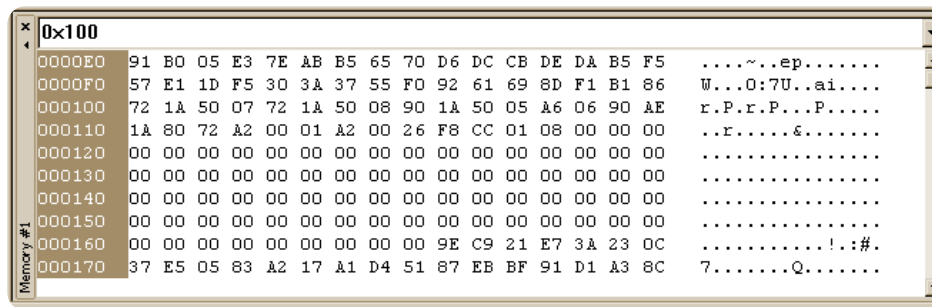 0x100
0000E0 91 B0 05 E3 7E AB B5 65 70 D6 DC CB DE DA B5 F5 ....~..ep.......
0000F0 57 E1 1D F5 30 3A 37 55 F0 92 61 69 8D F1 B1 86 W...0:7U..ai....
000100 72 1A 50 07 72 1A 50 08 90 1A 50 05 A6 06 90 AE r.P.r.P...P.....
000110 1A 80 72 A2 00 01 A2 00 26 F8 CC 01 08 00 00 00 ..r.....&.......
000120 00 00 00 00 00 00 00 00 00 00 00 00 00 00 00 00 ................
000130 00 00 00 00 00 00 00 00 00 00 00 00 00 00 00 00 ................
000140 00 00 00 00 00 00 00 00 00 00 00 00 00 00 00 00 ................
000150 00 00 00 00 00 00 00 00 00 00 00 00 00 00 00 00 ................
000160 00 00 00 00 00 00 00 00 00 9E C9 21 E7 3A 23 0C ...........!.:#.
000170 37 E5 05 83 A2 17 A1 D4 51 87 EB BF 91 D1 A3 8C 7.......Q.......
Memory #1